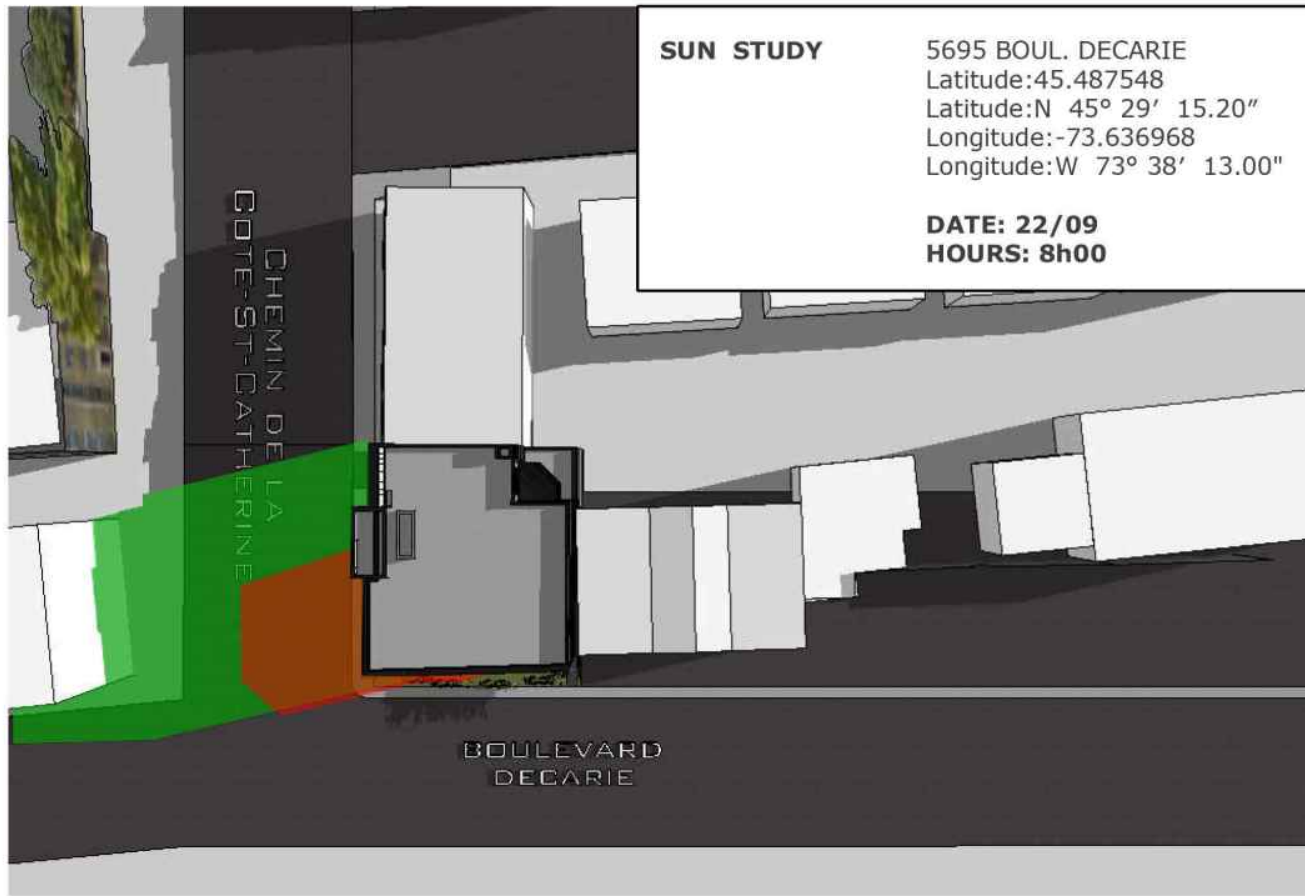 SUN STUDY
5695 BOUL. DECARIE
Latitude:45.487548
Latitude:N 45° 29′ 15.20″
Longitude:-73.636968
Longitude:W 73° 38′ 13.00"
DATE: 22/09
HOURS: 8h00
CHEMIN DE LA
COTE-ST-CATHERINE
BOULEVARD
DECARIE